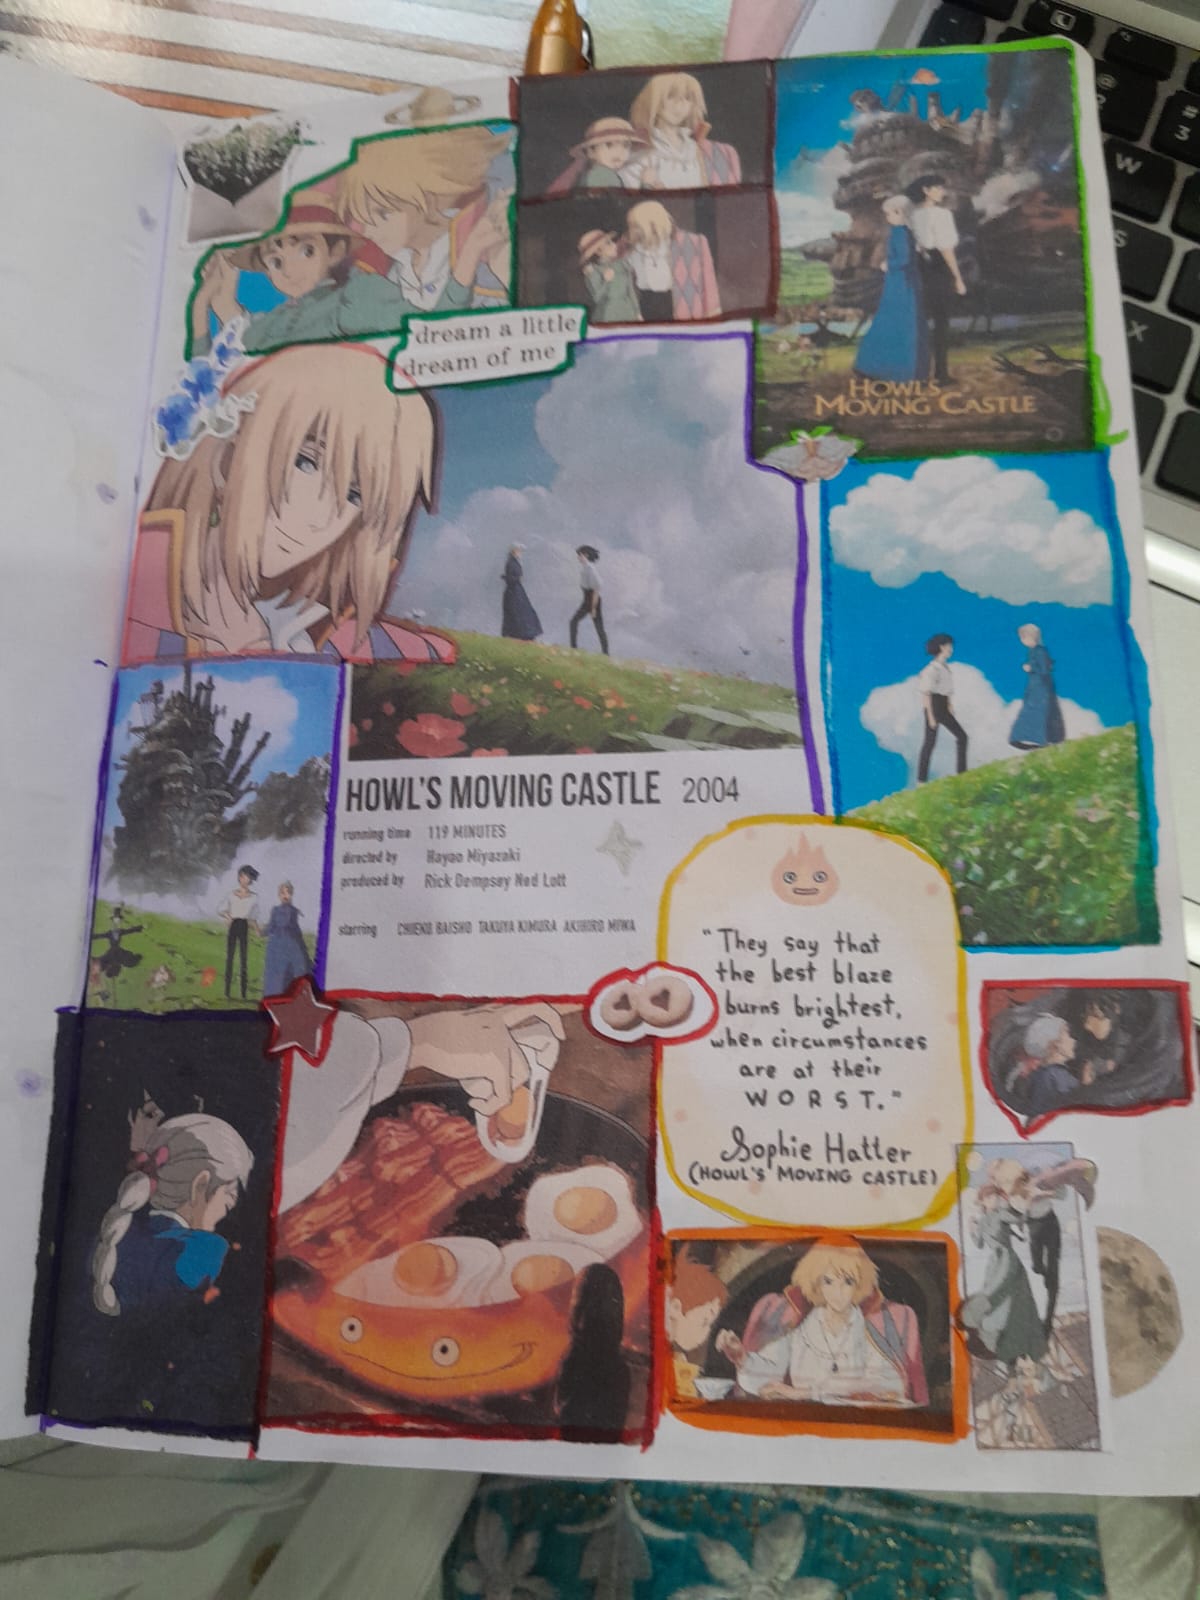 dream a little
dream of me
HOWL'S
MOVING CASTLE
HOWL'S MOVING CASTLE 2004
running time 119 MINUTES
directed by Hayao Miyazaki
produced by Rick Dempsey Ned Lott
starring CHIEKO BAISHO TAKUYA KIMURA AKIHIRO MIWA
"They say that
the best blaze
burns brightest,
when circumstances
are at their
WORST."
Sophie Hatter
(HOWL'S MOVING CASTLE)
W
S
X
#
3
@
2